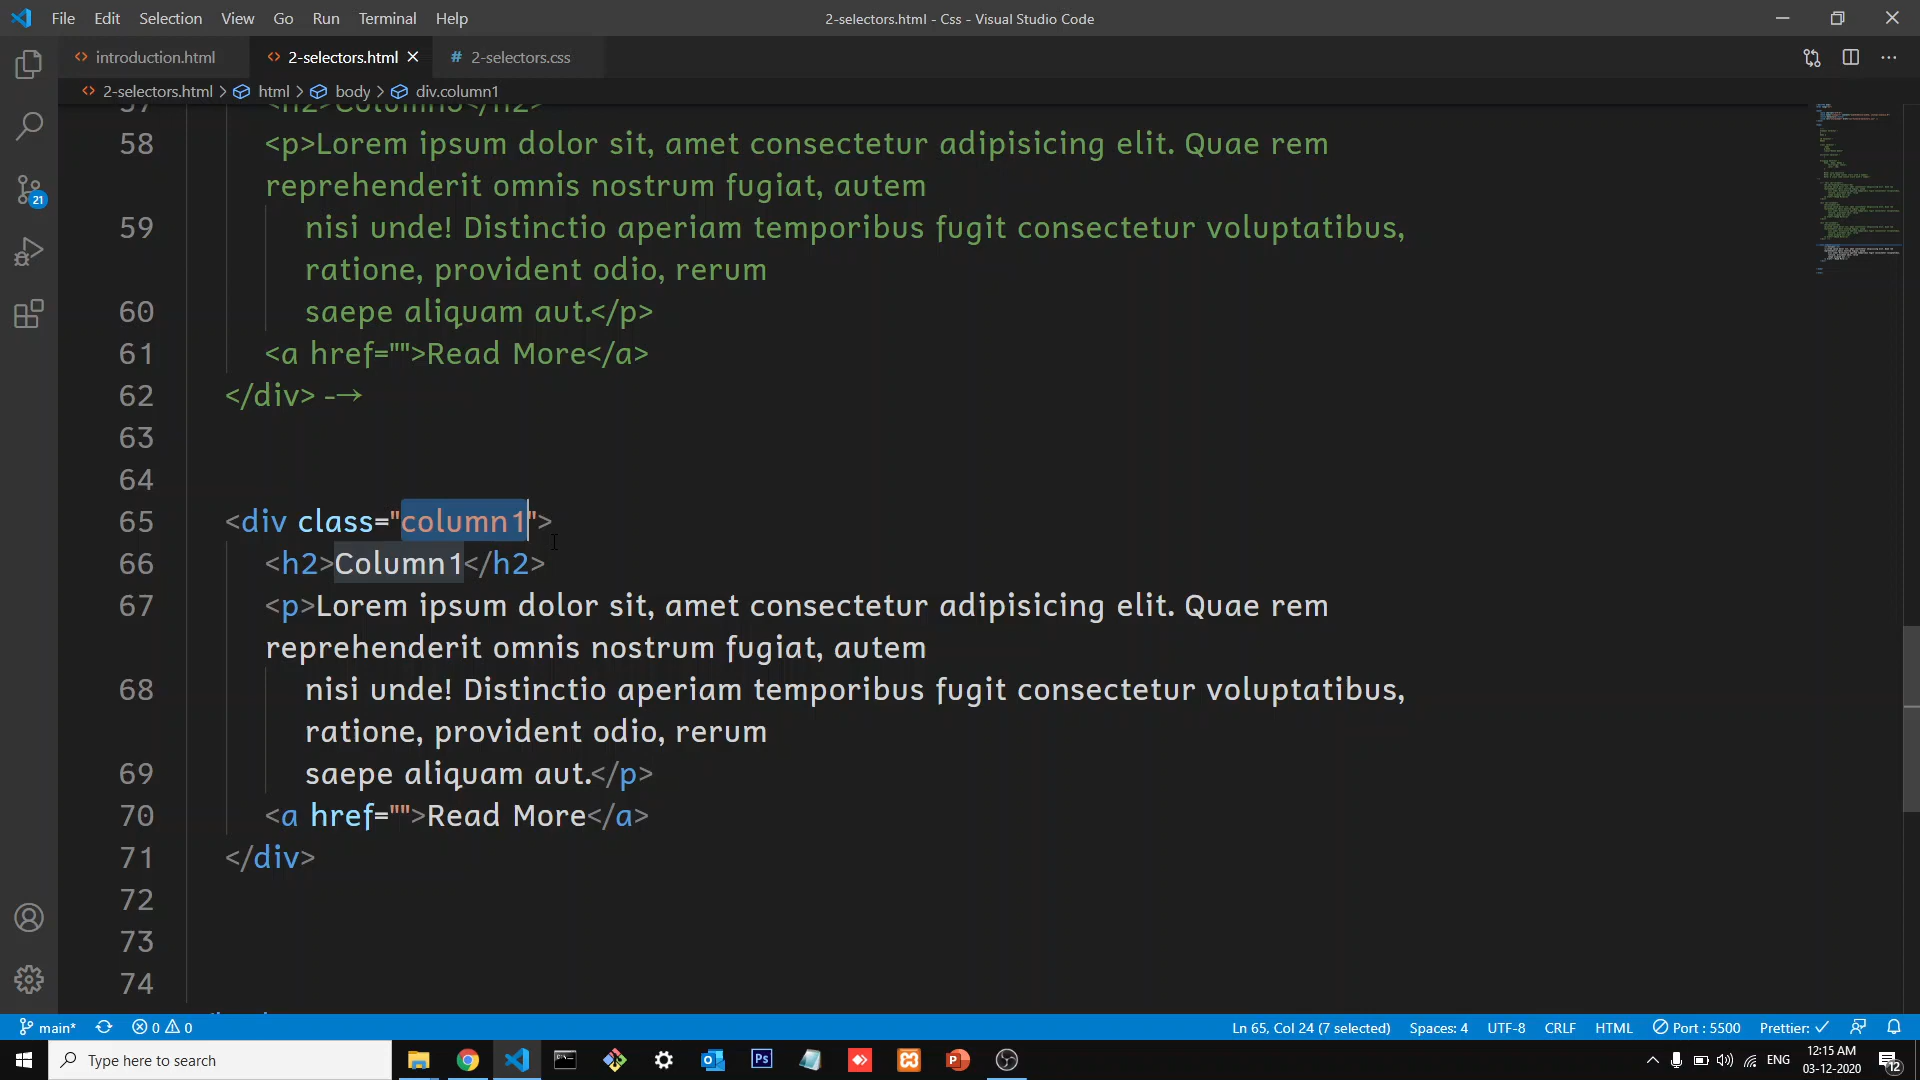 File Edit Selection View Go Run Terminal Help
2-selectors.html - Css - Visual Studio Code
introduction.html
2-selectors.html
# 2-selectors.css
2-selectors.html > html > body > div.column1
57 <h2>Column3</h2>
58 <p>Lorem ipsum dolor sit, amet consectetur adipisicing elit. Quae rem
reprehenderit omnis nostrum fugiat, autem
59 nisi unde! Distinctio aperiam temporibus fugit consectetur voluptatibus,
ratione, provident odio, rerum
60 saepe aliquam aut.</p>
61 <a href="">Read More</a>
62 </div> -->
63
64
65 <div class="column1">
66 <h2>Column1</h2>
67 <p>Lorem ipsum dolor sit, amet consectetur adipisicing elit. Quae rem
reprehenderit omnis nostrum fugiat, autem
68 nisi unde! Distinctio aperiam temporibus fugit consectetur voluptatibus,
ratione, provident odio, rerum
69 saepe aliquam aut.</p>
70 <a href="">Read More</a>
71 </div>
72
73
74
21
main* 0 0 Ln 65, Col 24 (7 selected) Spaces: 4 UTF-8 CRLF HTML Port : 5500 Prettier: ✓
Type here to search
Ps
ENG
12:15 AM
03-12-2020
12